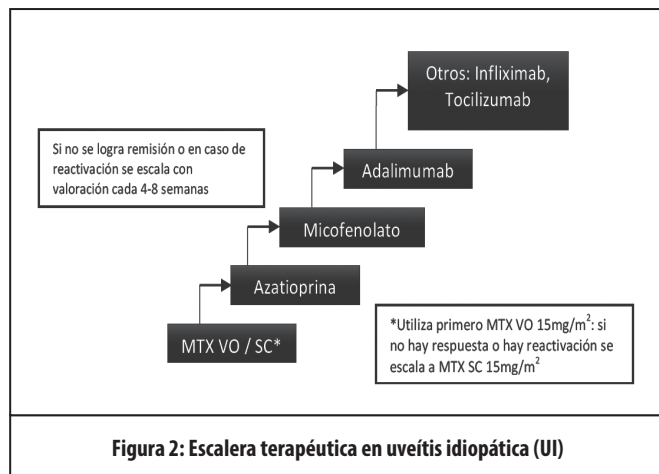 Otros: Infliximab,
Tocilizumab
Si no se logra remisión o en caso de
reactivación se escala con
valoración cada 4-8 semanas
Adalimumab
Micofenolato
Azatioprina
MTX VO / SC*
*Utiliza primero MTX VO 15mg/m²: si
no hay respuesta o hay reactivación se
escala a MTX SC 15mg/m²
Figura 2: Escalera terapéutica en uveítis idiopática (UI)